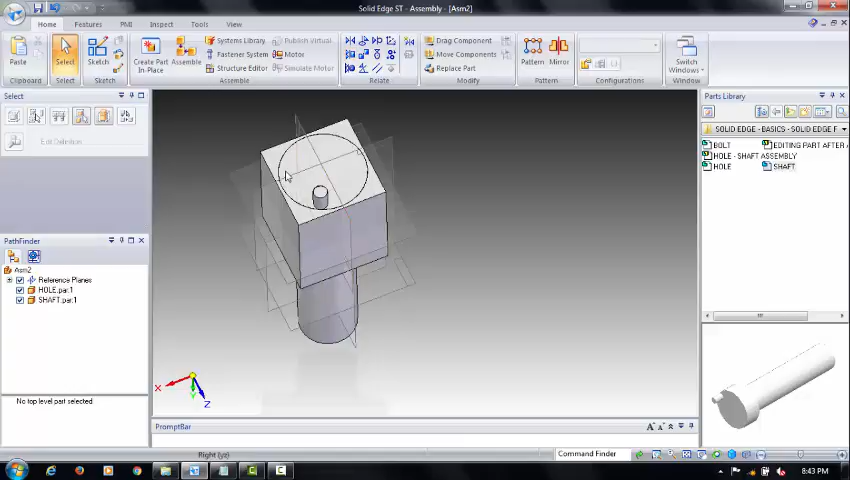 Solid Edge ST - Assembly - [Asm2]
Home Features PMI Inspect Tools View
Paste
Clipboard
Select
Select
Sketch
Sketch
Create Part In-Place
Assemble
Systems Library
Fastener System
Structure Editor
Publish Virtual
Motor
Simulate Motor
Assemble
Relate
Drag Component
Move Components
Replace Part
Modify
Pattern
Mirror
Pattern
Configurations
Switch Windows
Window
Select
Edit Definition
PathFinder
Asm2
Reference Planes
HOLE.par:1
SHAFT.par:1
No top level part selected
X
Z
PromptBar
Right (yz)
Parts Library
SOLID EDGE - BASICS - SOLID EDGE F
BOLT
EDITING PART AFTER A
HOLE - SHAFT ASSEMBLY
HOLE
SHAFT
Command Finder
8:43 PM